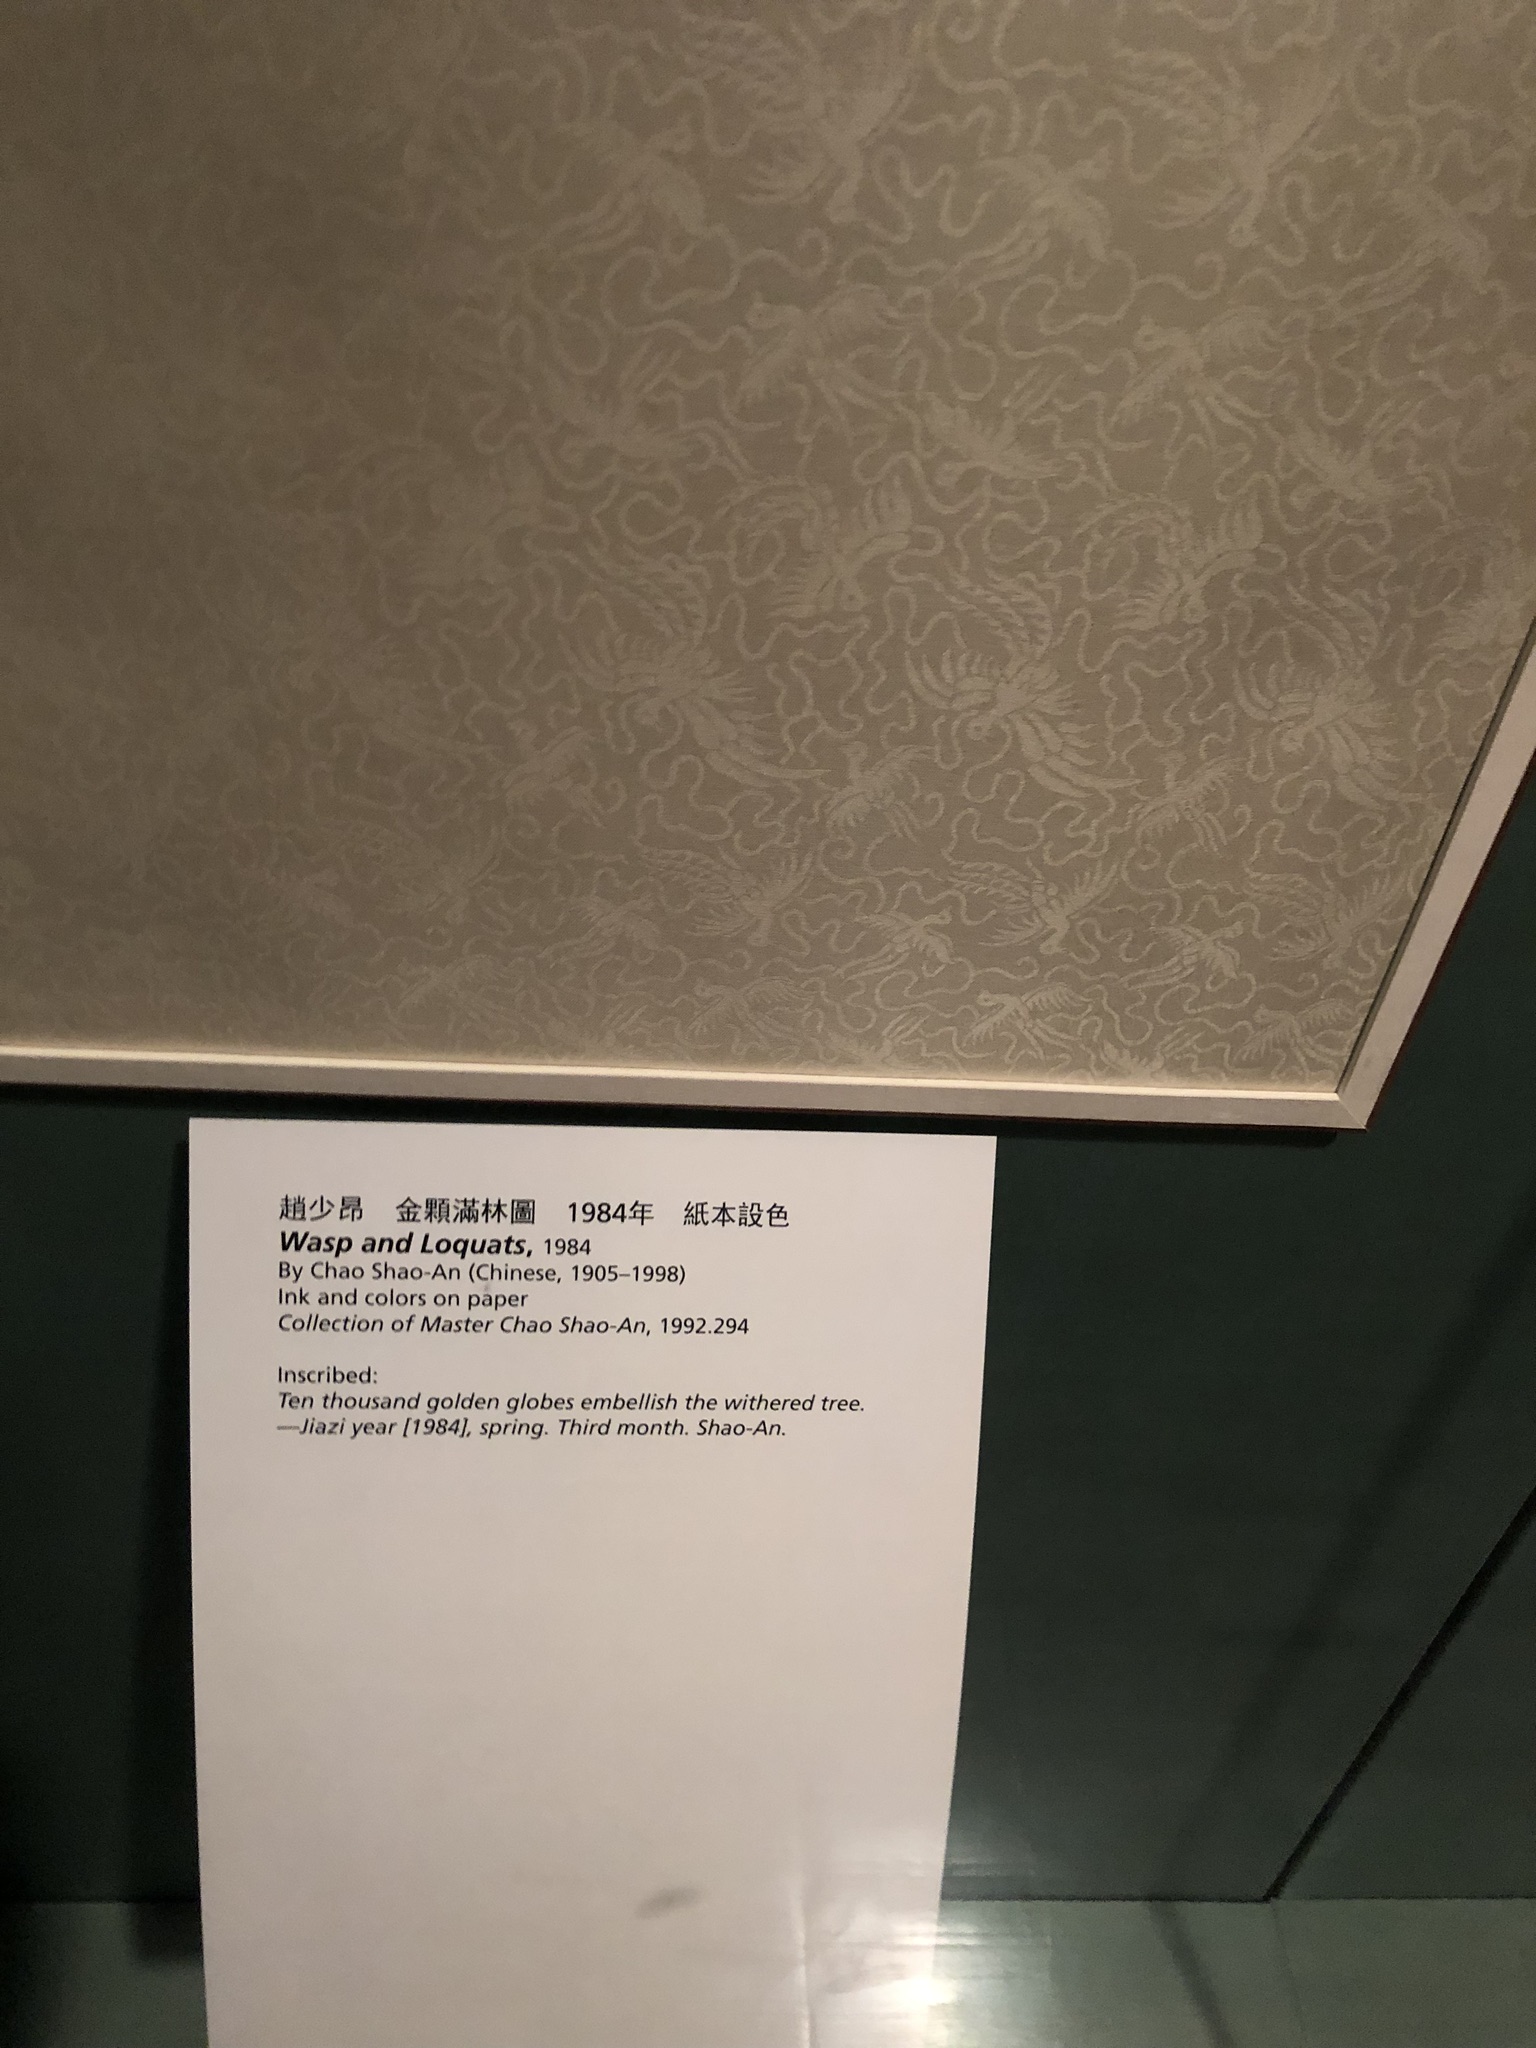 趙少昂　金顆滿林圖　1984年　紙本設色
Wasp and Loquats, 1984
By Chao Shao-An (Chinese, 1905–1998)
Ink and colors on paper
Collection of Master Chao Shao-An, 1992.294
Inscribed:
Ten thousand golden globes embellish the withered tree.
—Jiazi year [1984], spring. Third month. Shao-An.